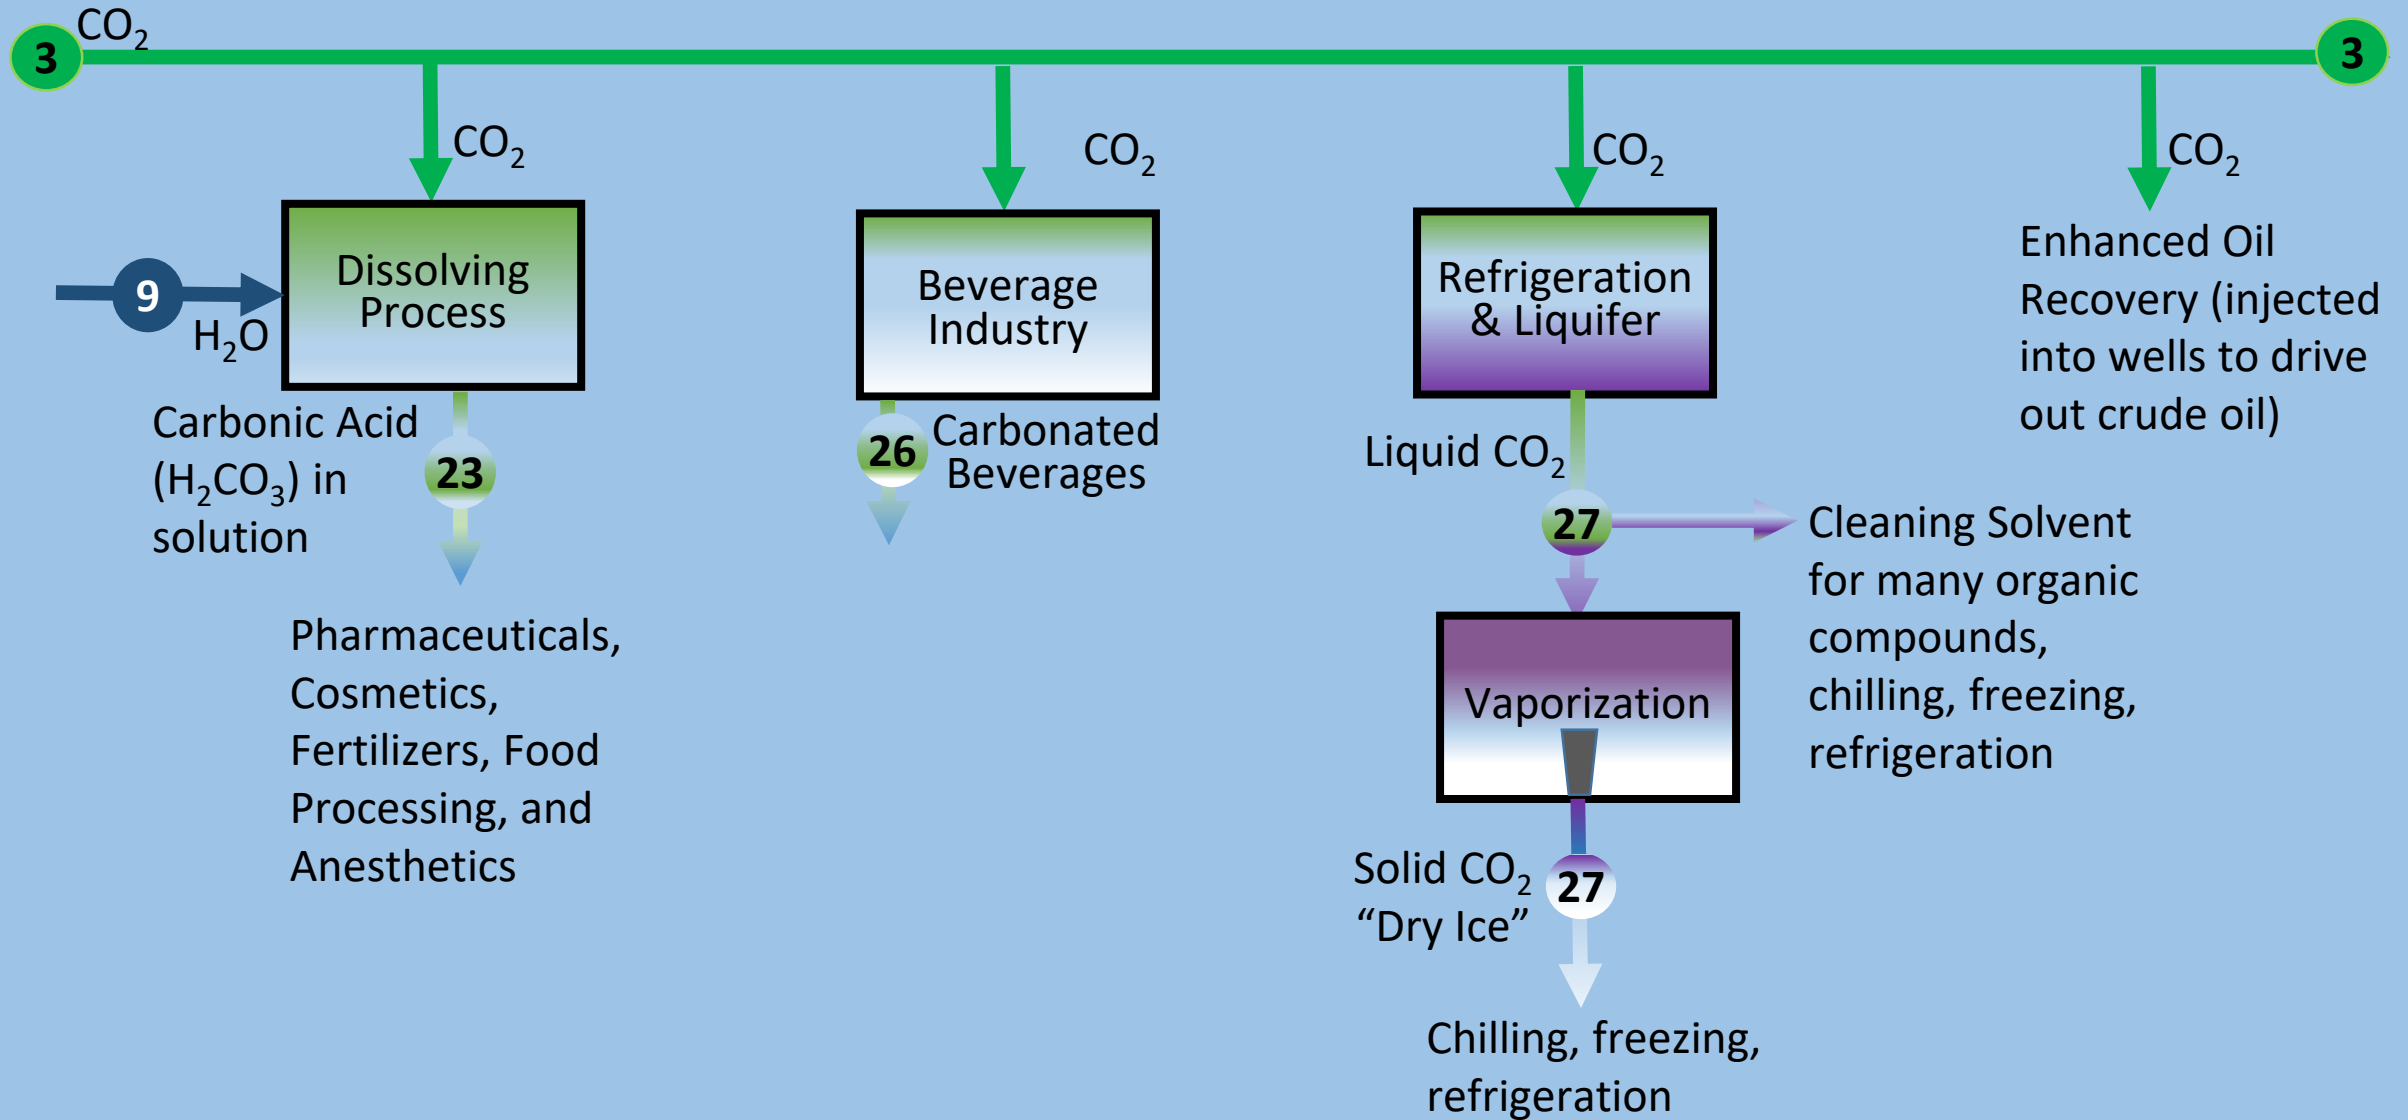 CO₂
3
3
CO₂
CO₂
CO₂
CO₂
9
H₂O
Dissolving
Process
Carbonic Acid
(H₂CO₃) in
solution
23
Pharmaceuticals,
Cosmetics,
Fertilizers, Food
Processing, and
Anesthetics
Beverage
Industry
26
Carbonated
Beverages
Refrigeration
& Liquifer
Liquid CO₂
27
Cleaning Solvent
for many organic
compounds,
chilling, freezing,
refrigeration
Vaporization
Solid CO₂
“Dry Ice”
27
Chilling, freezing,
refrigeration
Enhanced Oil
Recovery (injected
into wells to drive
out crude oil)